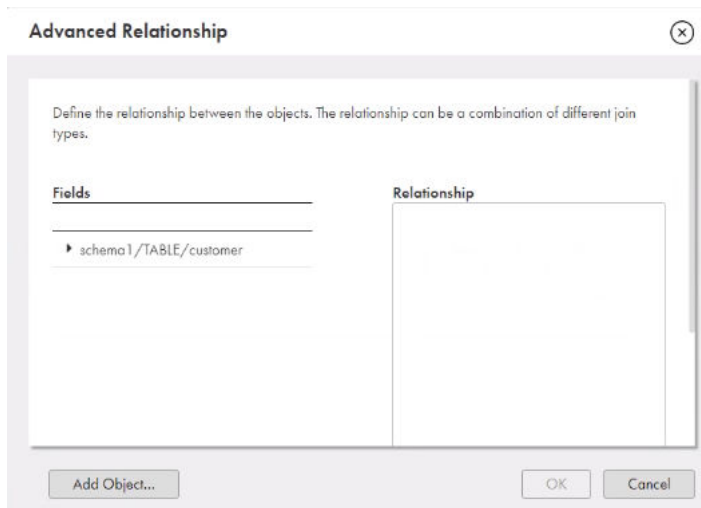 Advanced Relationship
Define the relationship between the objects. The relationship can be a combination of different join
types.
Fields
Relationship
schema1/TABLE/customer
Add Object...
OK
Cancel